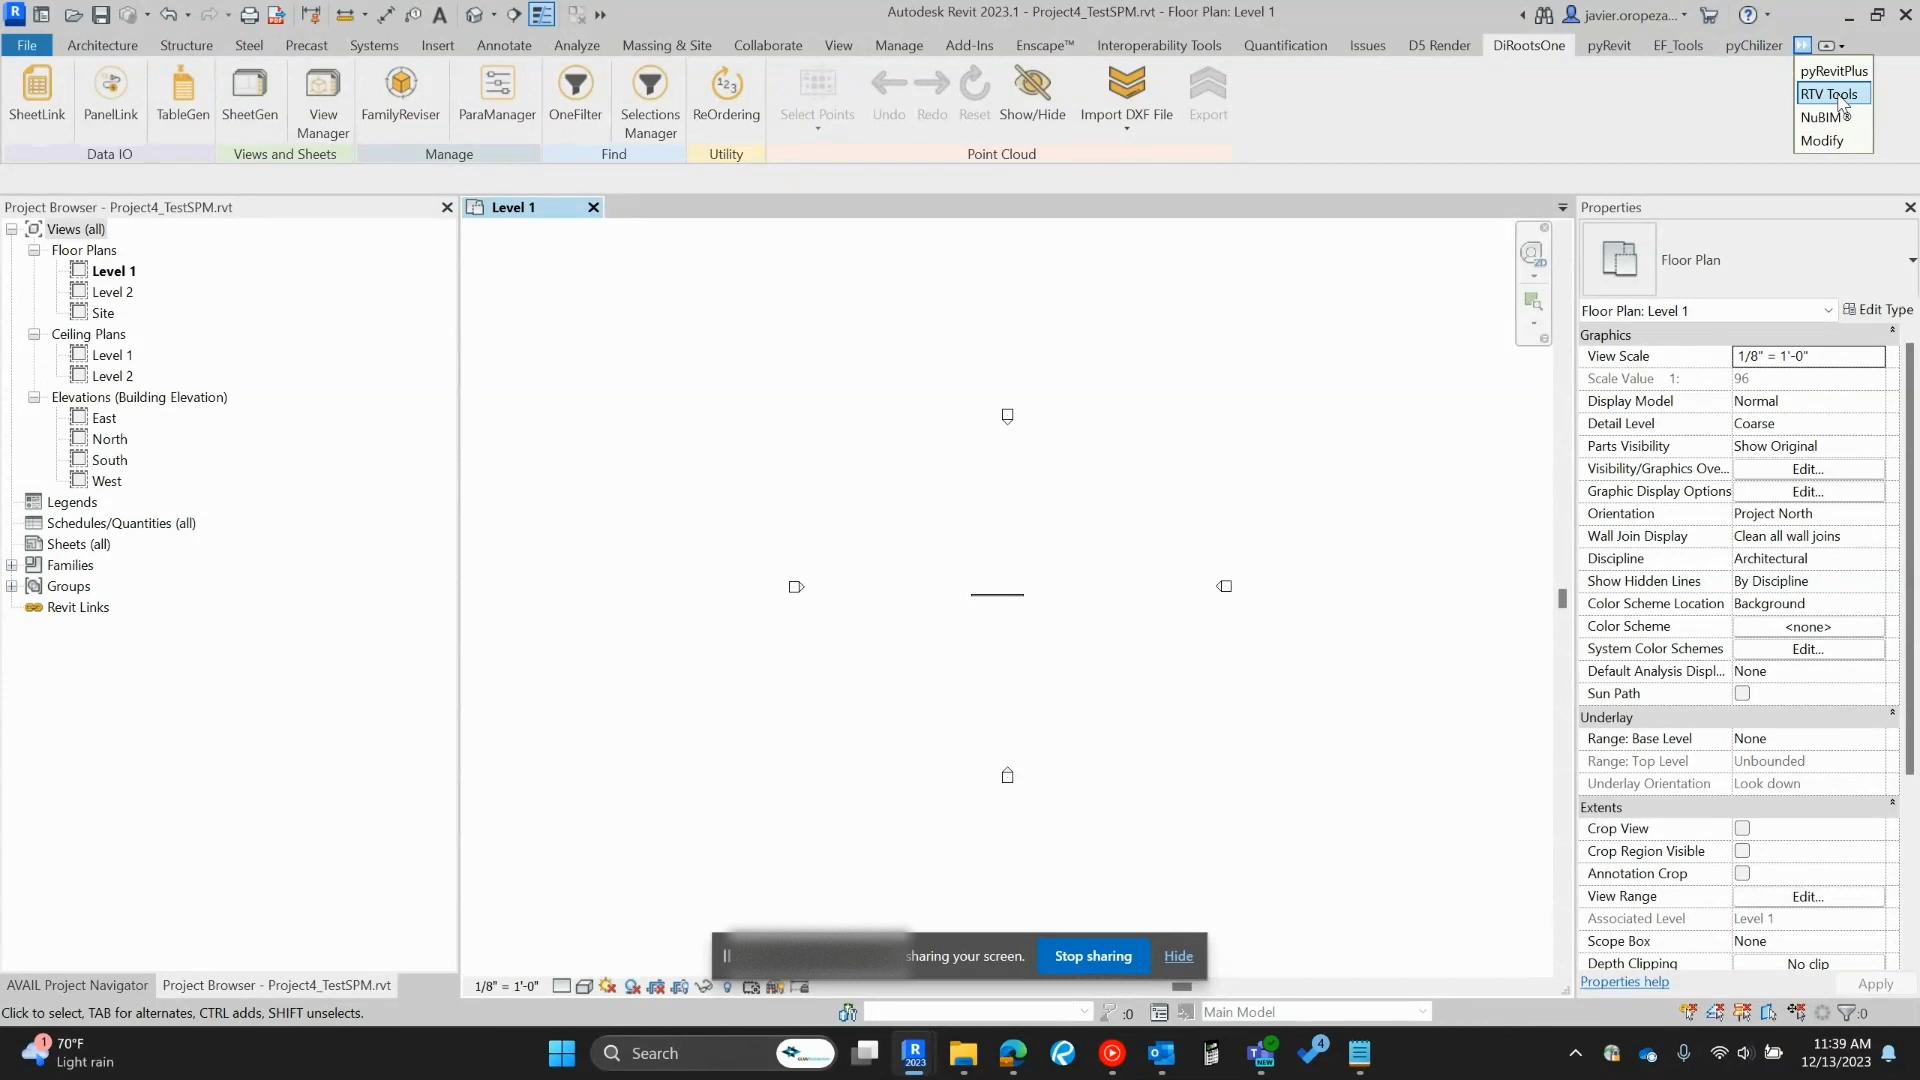 Autodesk Revit 2023.1 - Project4_TestSPM.rvt - Floor Plan: Level 1
javier.oropeza...
File Architecture Structure Steel Precast Systems Insert Annotate Analyze Massing & Site Collaborate View Manage Add-Ins Enscape™ Interoperability Tools Quantification Issues D5 Render DiRootsOne pyRevit EF_Tools pyChilizer
pyRevitPlus
RTV Tools
NuBIM®
Modify
SheetLink PanelLink TableGen SheetGen View Manager FamilyReviser ParaManager OneFilter Selections Manager ReOrdering Select Points Undo Redo Reset Show/Hide Import DXF File Export
Data IO Views and Sheets Manage Find Utility Point Cloud
Project Browser - Project4_TestSPM.rvt
Views (all)
Floor Plans
Level 1
Level 2
Site
Ceiling Plans
Level 1
Level 2
Elevations (Building Elevation)
East
North
South
West
Legends
Schedules/Quantities (all)
Sheets (all)
Families
Groups
Revit Links
Level 1
2D
Properties
Floor Plan
Floor Plan: Level 1 Edit Type
Graphics
View Scale 1/8" = 1'-0"
Scale Value 1: 96
Display Model Normal
Detail Level Coarse
Parts Visibility Show Original
Visibility/Graphics Ove... Edit...
Graphic Display Options Edit...
Orientation Project North
Wall Join Display Clean all wall joins
Discipline Architectural
Show Hidden Lines By Discipline
Color Scheme Location Background
Color Scheme <none>
System Color Schemes Edit...
Default Analysis Displ... None
Sun Path
Underlay
Range: Base Level None
Range: Top Level Unbounded
Underlay Orientation Look down
Extents
Crop View
Crop Region Visible
Annotation Crop
View Range Edit...
Associated Level Level 1
Scope Box None
Depth Clipping No clip
Properties help Apply
sharing your screen. Stop sharing Hide
AVAIL Project Navigator Project Browser - Project4_TestSPM.rvt
1/8" = 1'-0"
Click to select, TAB for alternates, CTRL adds, SHIFT unselects.
:0 Main Model :0
1 70°F
Light rain
Search
R 2023
NEW
4
11:39 AM
12/13/2023